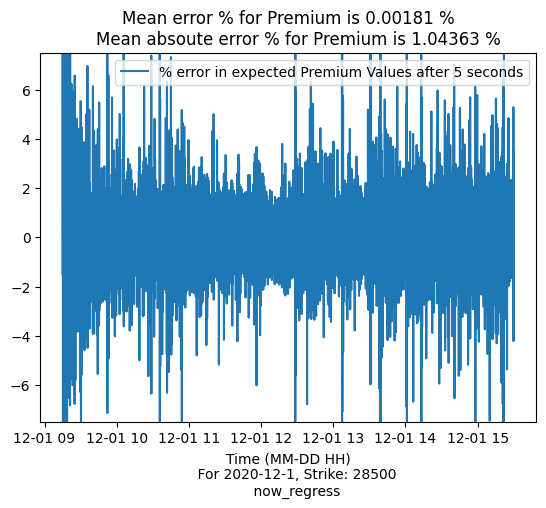 Mean error % for Premium is 0.00181 %
Mean absoute error % for Premium is 1.04363 %
% error in expected Premium Values after 5 seconds
6
4
2
0
−2
−4
−6
12-01 09 12-01 10 12-01 11 12-01 12 12-01 13 12-01 14 12-01 15
Time (MM-DD HH)
For 2020-12-1, Strike: 28500
now_regress